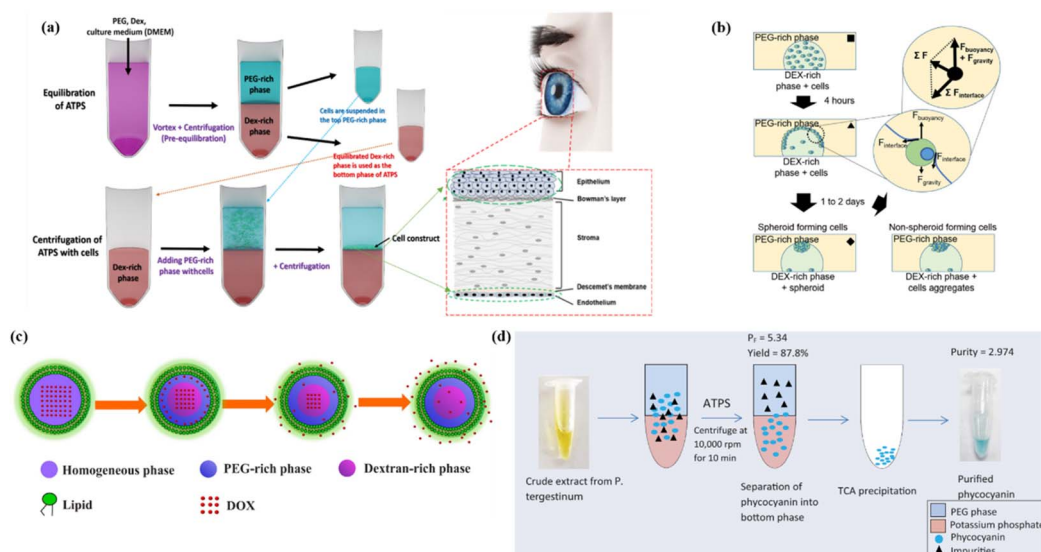 (a)
PEG, Dex,
culture medium (DMEM)
Equilibration of
ATPS
Vortex + Centrifugation
(Pre-equilibration)
PEG-rich
phase
Dex-rich
phase
Cells are suspended in
the top PEG-rich phase
Equilibrated Dex-rich
phase is used as the
bottom phase of ATPS
Centrifugation of
ATPS with cells
Dex-rich
phase
Adding PEG-rich
phase withcells
+ Centrifugation
Cell construct
Epithelium
Bowman's layer
Stroma
Descemet's membrane
Endothelium
(b)
PEG-rich phase
DEX-rich
phase + cells
4 hours
PEG-rich phase
DEX-rich
phase + cells
1 to 2 days
Σ F
F buoyancy
+ F gravity
Σ F interface
F buoyancy
F interface
F interface
F gravity
Spheroid forming cells
PEG-rich phase
DEX-rich phase
+ spheroid
Non-spheroid forming cells
PEG-rich phase
DEX-rich phase +
cells aggregates
(c)
Homogeneous phase
PEG-rich phase
Dextran-rich phase
Lipid
DOX
(d)
Crude extract from P.
tergestinum
ATPS
Centrifuge at
10,000 rpm
for 10 min
PF = 5.34
Yield = 87.8%
Separation of
phycocyanin into
bottom phase
TCA precipitation
Purity = 2.974
Purified
phycocyanin
PEG phase
Potassium phosphate
Phycocyanin
Impurities